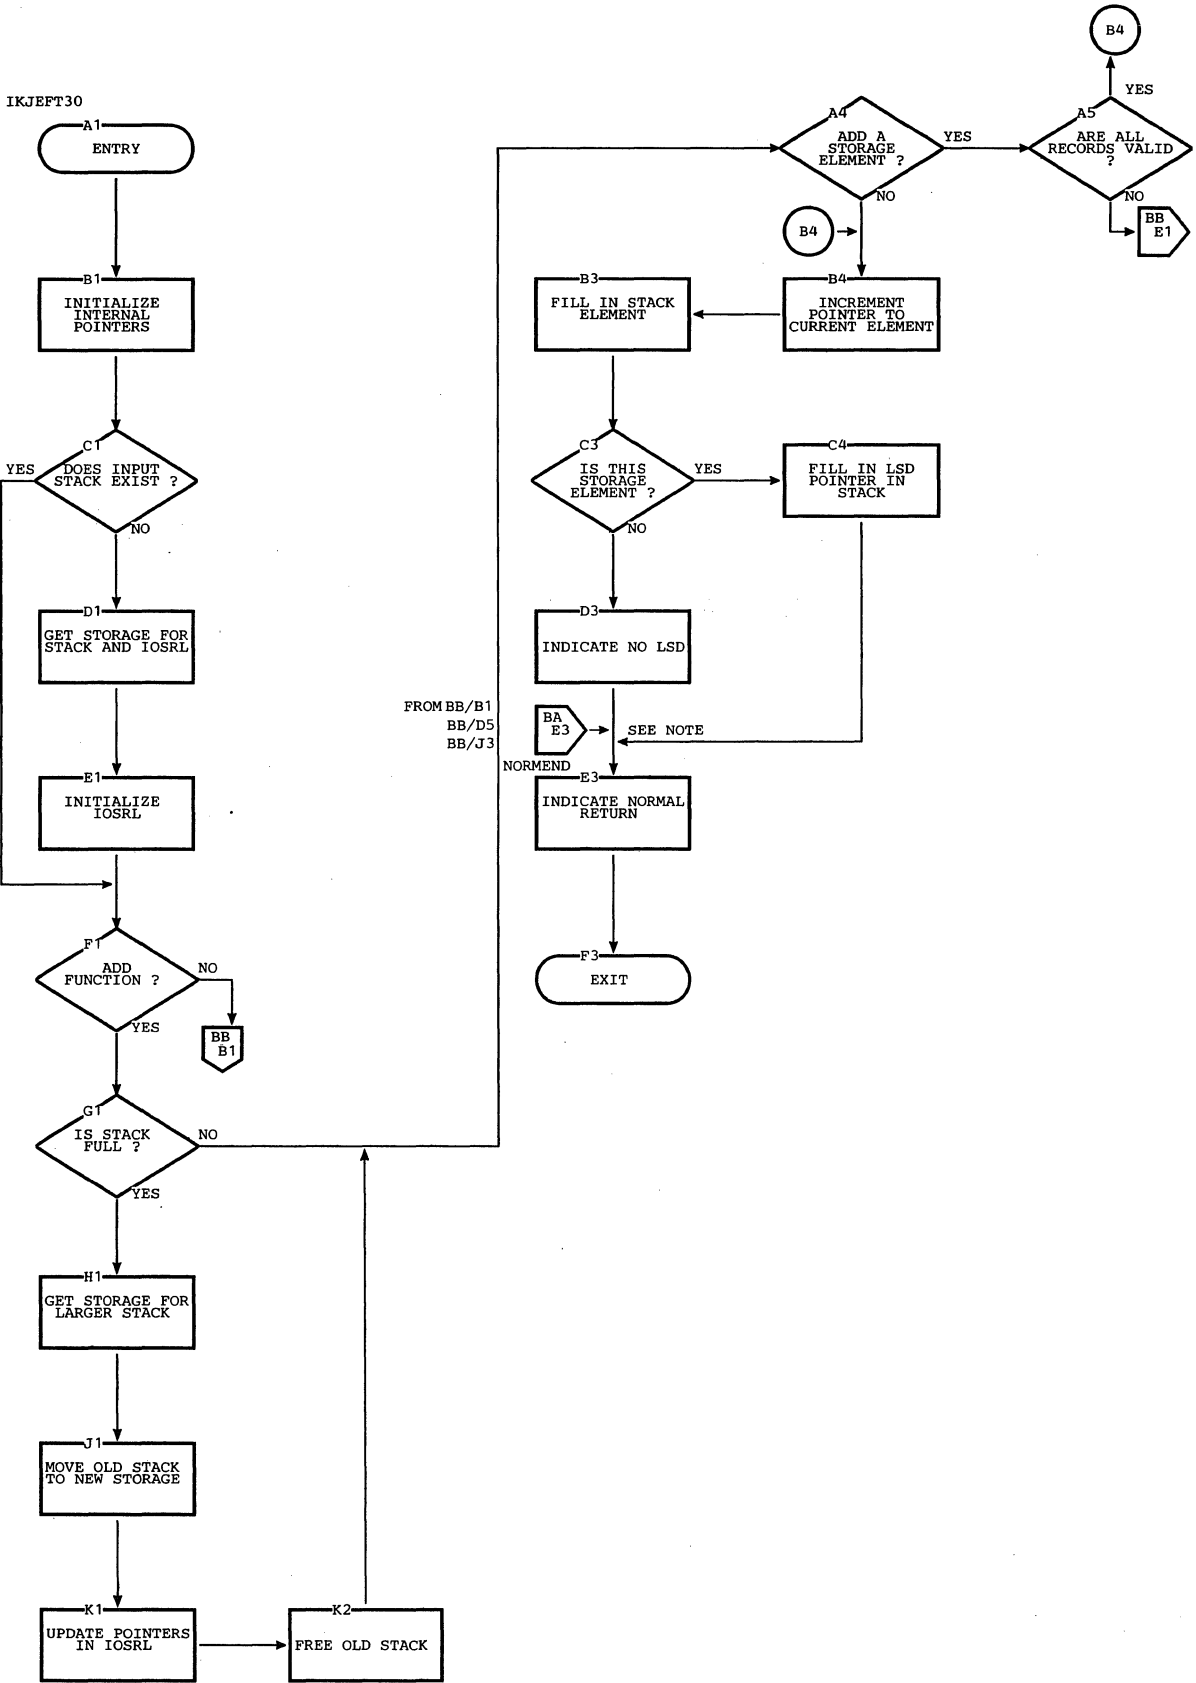 IKJEFT30
A1
ENTRY
B1
INITIALIZE
INTERNAL
POINTERS
C1
DOES INPUT
STACK EXIST ?
YES
NO
D1
GET STORAGE FOR
STACK AND IOSRL
E1
INITIALIZE
IOSRL
F1
ADD
FUNCTION ?
NO
YES
BB
B1
G1
IS STACK
FULL ?
NO
YES
H1
GET STORAGE FOR
LARGER STACK
J1
MOVE OLD STACK
TO NEW STORAGE
K1
UPDATE POINTERS
IN IOSRL
K2
FREE OLD STACK
FROM BB/B1
BB/D5
BB/J3
A4
ADD A
STORAGE
ELEMENT ?
YES
NO
A5
ARE ALL
RECORDS VALID
?
YES
B4
NO
BB
E1
B4
B4
INCREMENT
POINTER TO
CURRENT ELEMENT
B3
FILL IN STACK
ELEMENT
C3
IS THIS
STORAGE
ELEMENT ?
YES
NO
C4
FILL IN LSD
POINTER IN
STACK
D3
INDICATE NO LSD
BA
E3
SEE NOTE
NORMEND
E3
INDICATE NORMAL
RETURN
F3
EXIT